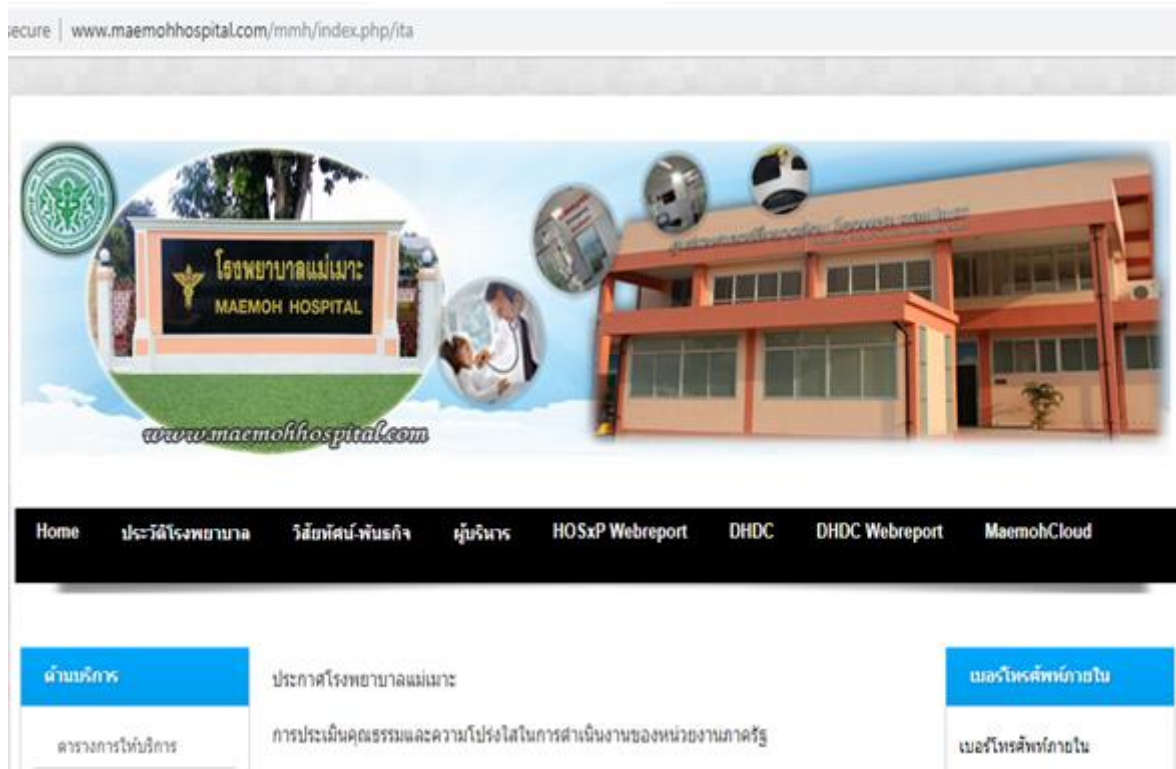 ecure | www.maemohhospital.com/mmh/index.php/ita
โรงพยาบาลแม่เมาะ
MAEMOH HOSPITAL
www.maemohhospital.com
Home ประวัติโรงพยาบาล วิสัยทัศน์-พันธกิจ ผู้บริหาร HOSxP Webreport DHDC DHDC Webreport MaemohCloud
ด้านบริการ
ตารางการให้บริการ
ประกาศโรงพยาบาลแม่เมาะ
การประเมินคุณธรรมและความโปร่งใสในการดำเนินงานของหน่วยงานภาครัฐ
เบอร์โทรศัพท์ภายใน
เบอร์โทรศัพท์ภายใน